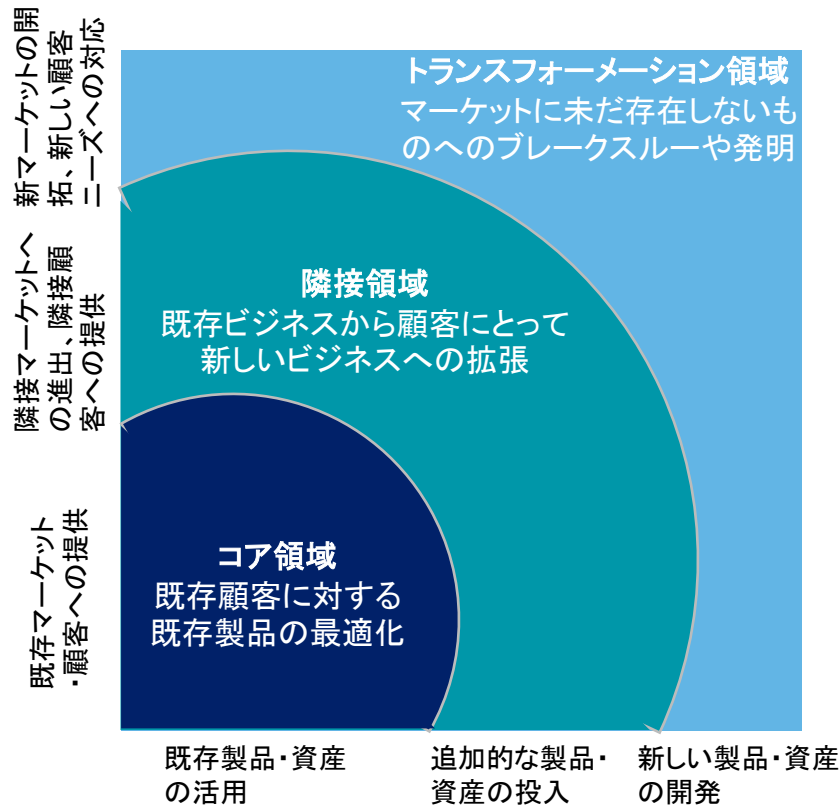 新マーケットの開
拓、新しい顧客
ニーズへの対応
隣接マーケットへ
の進出、隣接顧
客への提供
既存マーケット
・顧客への提供
トランスフォーメーション領域
マーケットに未だ存在しないも
のへのブレークスルーや発明
隣接領域
既存ビジネスから顧客にとって
新しいビジネスへの拡張
コア領域
既存顧客に対する
既存製品の最適化
既存製品・資産
の活用
追加的な製品・
資産の投入
新しい製品・資産
の開発